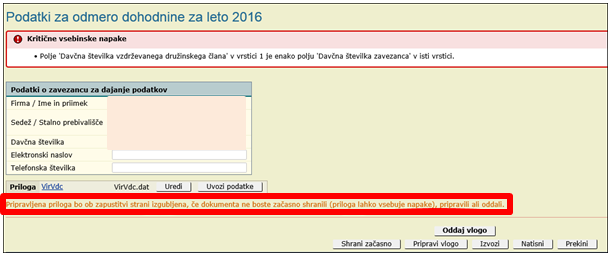 Podatki za odmero dohodnine za leto 2016
Kritične vsebinske napake
• Polje 'Davčna številka vzdrževanega družinskega člana' v vrstici 1 je enako polju 'Davčna številka zavezanca' v isti vrstici.
Podatki o zavezancu za dajanje podatkov
Firma / Ime in priimek
Sedež / Stalno prebivališče
Davčna številka
Elektronski naslov
Telefonska številka
Priloga VirVdc VirVdc.dat Uredi Uvozi podatke
Pripravljena priloga bo ob zapustitvi strani izgubljena, če dokumenta ne boste začasno shranili (priloga lahko vsebuje napake), pripravili ali oddali.
Oddaj vlogo
Shrani začasno Pripravi vlogo Izvozi Natisni Prekini